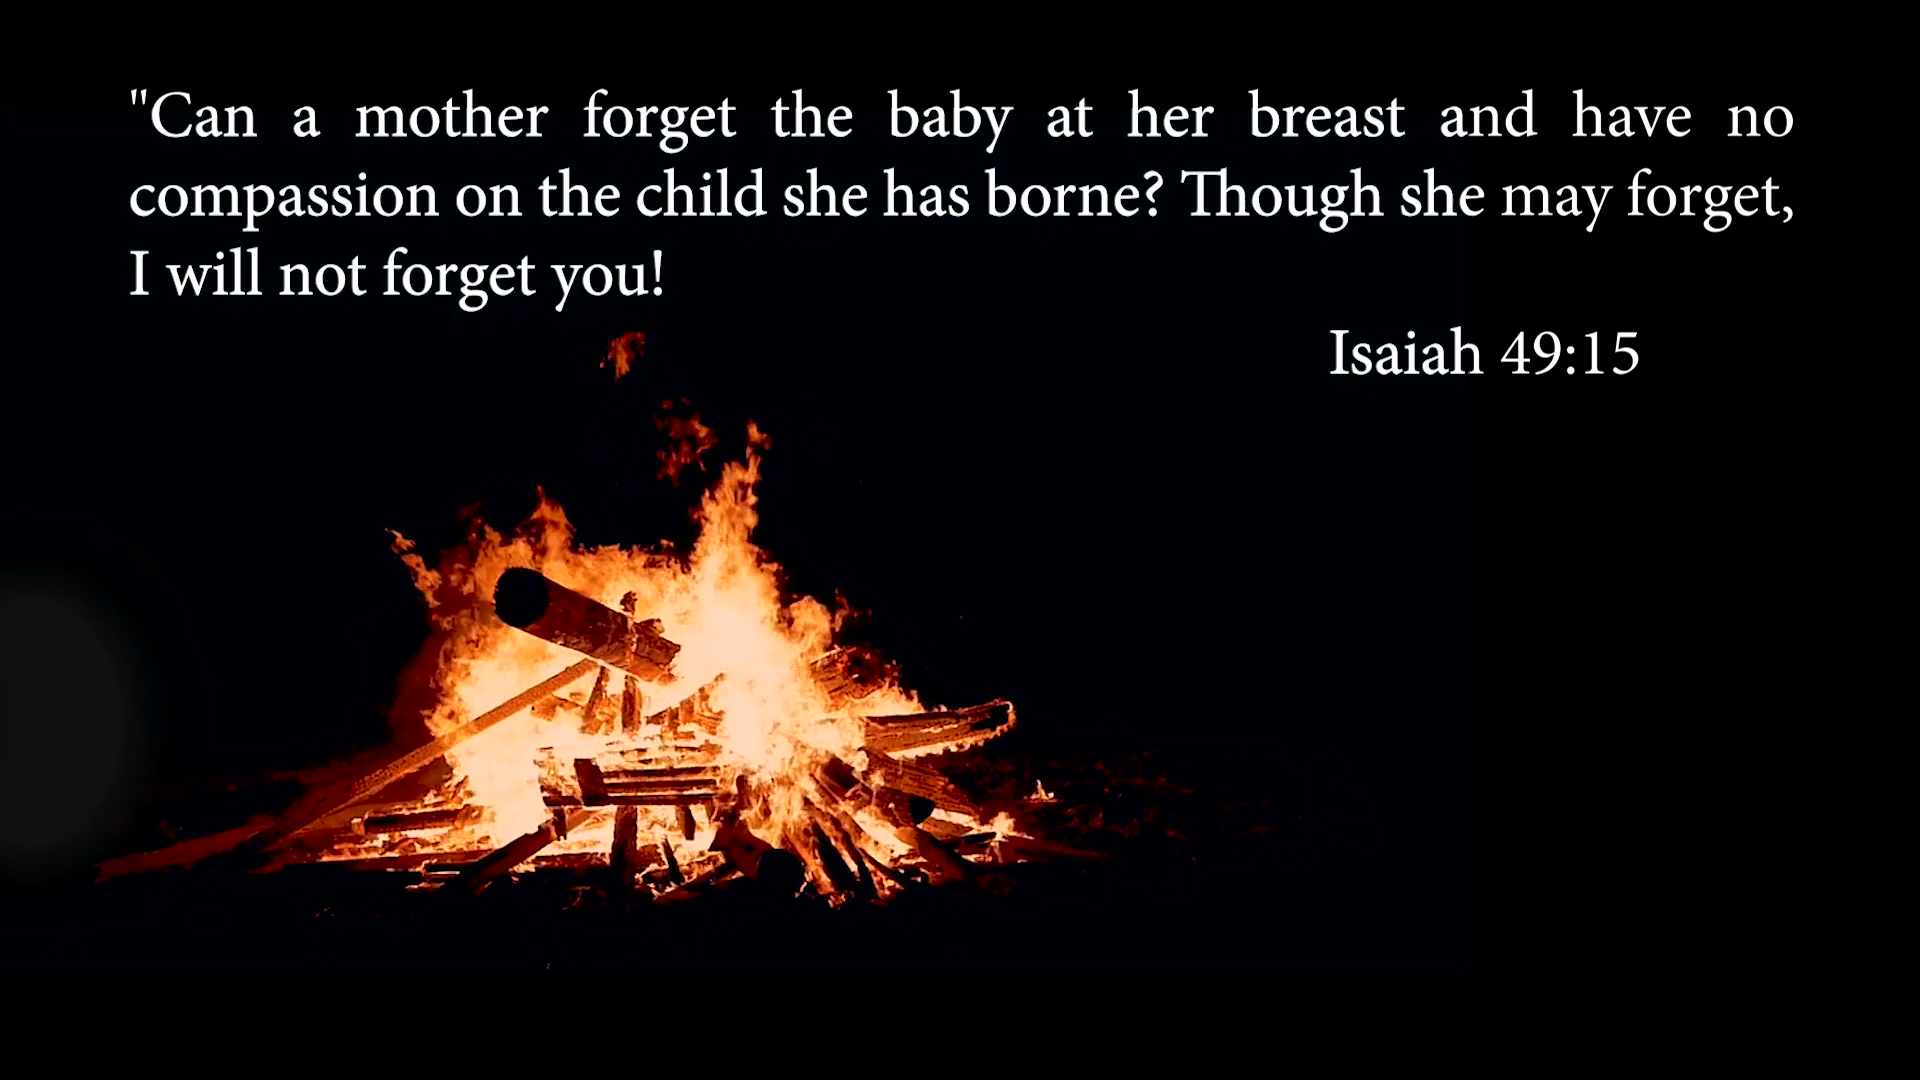 "Can a mother forget the baby at her breast and have no
compassion on the child she has borne? Though she may forget,
I will not forget you!
Isaiah 49:15